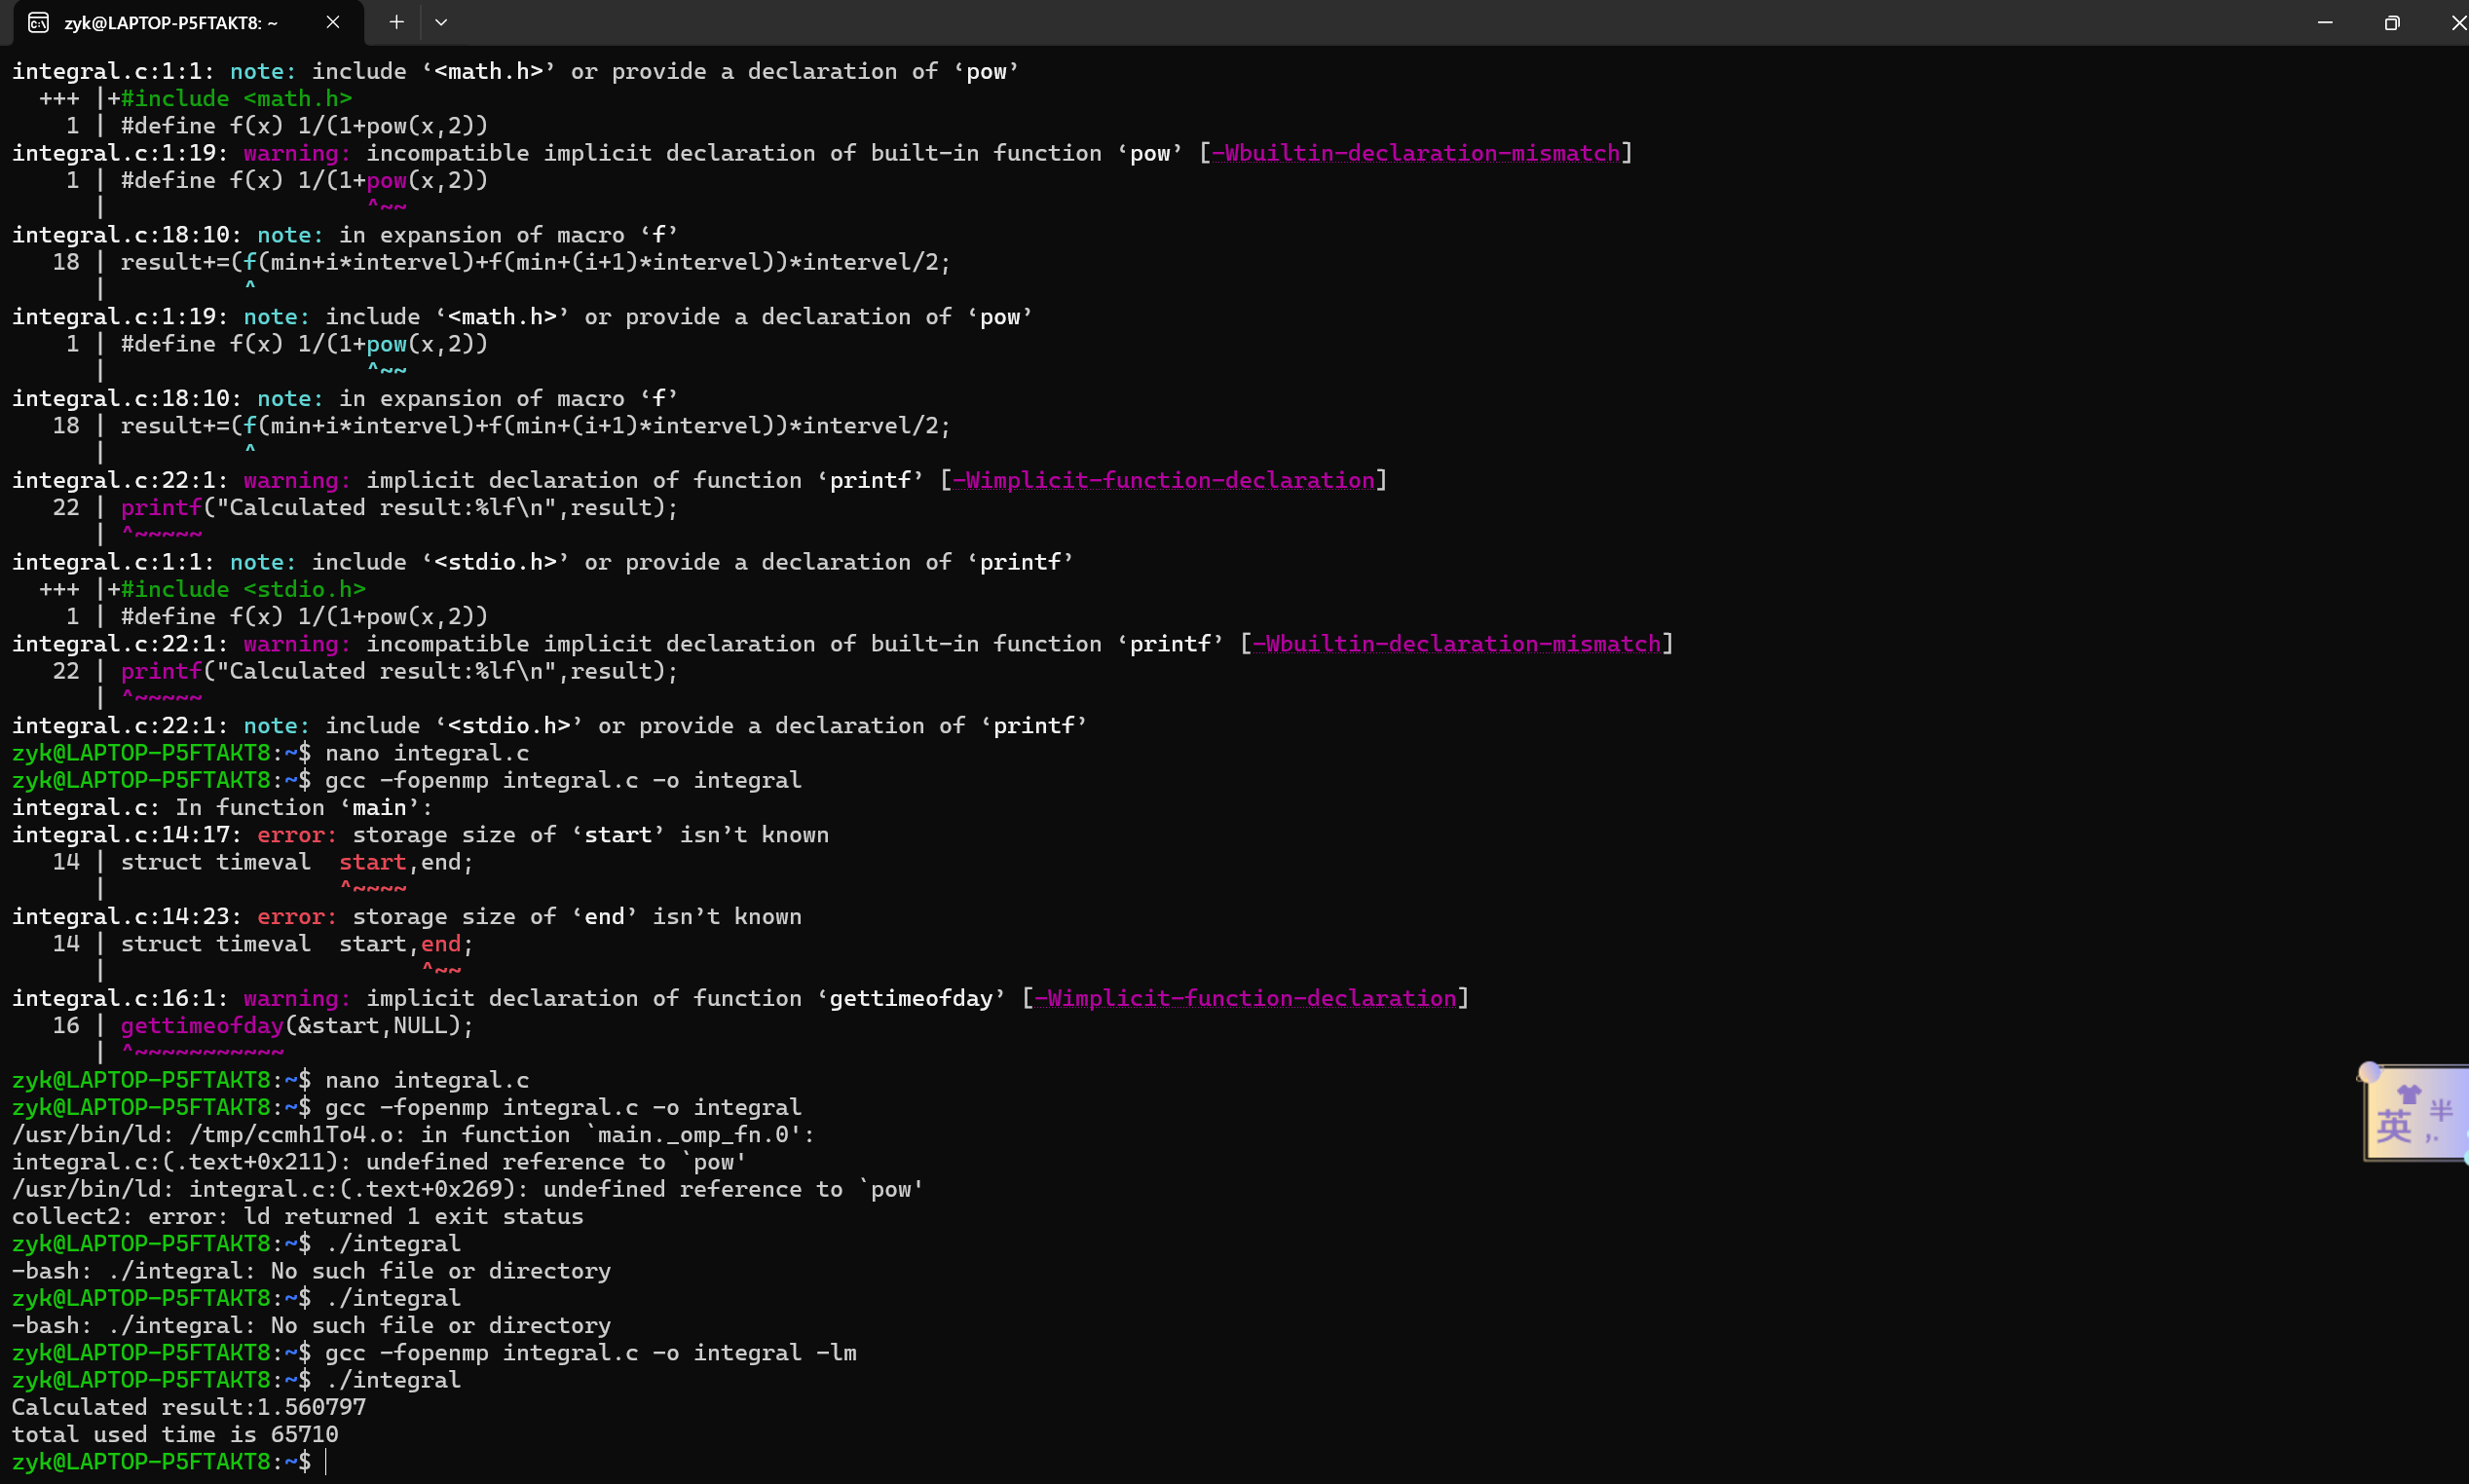 zyk@LAPTOP-P5FTAKT8: ~
integral.c:1:1: note: include ‘<math.h>’ or provide a declaration of ‘pow’
  +++ |+#include <math.h>
    1 | #define f(x) 1/(1+pow(x,2))
integral.c:1:19: warning: incompatible implicit declaration of built-in function ‘pow’ [-Wbuiltin-declaration-mismatch]
    1 | #define f(x) 1/(1+pow(x,2))
      |                   ^~~
integral.c:18:10: note: in expansion of macro ‘f’
   18 | result+=(f(min+i*intervel)+f(min+(i+1)*intervel))*intervel/2;
      |          ^
integral.c:1:19: note: include ‘<math.h>’ or provide a declaration of ‘pow’
    1 | #define f(x) 1/(1+pow(x,2))
      |                   ^~~
integral.c:18:10: note: in expansion of macro ‘f’
   18 | result+=(f(min+i*intervel)+f(min+(i+1)*intervel))*intervel/2;
      |          ^
integral.c:22:1: warning: implicit declaration of function ‘printf’ [-Wimplicit-function-declaration]
   22 | printf("Calculated result:%lf\n",result);
      | ^~~~~~
integral.c:1:1: note: include ‘<stdio.h>’ or provide a declaration of ‘printf’
  +++ |+#include <stdio.h>
    1 | #define f(x) 1/(1+pow(x,2))
integral.c:22:1: warning: incompatible implicit declaration of built-in function ‘printf’ [-Wbuiltin-declaration-mismatch]
   22 | printf("Calculated result:%lf\n",result);
      | ^~~~~~
integral.c:22:1: note: include ‘<stdio.h>’ or provide a declaration of ‘printf’
zyk@LAPTOP-P5FTAKT8:~$ nano integral.c
zyk@LAPTOP-P5FTAKT8:~$ gcc -fopenmp integral.c -o integral
integral.c: In function ‘main’:
integral.c:14:17: error: storage size of ‘start’ isn’t known
   14 | struct timeval  start,end;
      |                 ^~~~~
integral.c:14:23: error: storage size of ‘end’ isn’t known
   14 | struct timeval  start,end;
      |                       ^~~
integral.c:16:1: warning: implicit declaration of function ‘gettimeofday’ [-Wimplicit-function-declaration]
   16 | gettimeofday(&start,NULL);
      | ^~~~~~~~~~~~
zyk@LAPTOP-P5FTAKT8:~$ nano integral.c
zyk@LAPTOP-P5FTAKT8:~$ gcc -fopenmp integral.c -o integral
/usr/bin/ld: /tmp/ccmh1To4.o: in function `main._omp_fn.0':
integral.c:(.text+0x211): undefined reference to `pow'
/usr/bin/ld: integral.c:(.text+0x269): undefined reference to `pow'
collect2: error: ld returned 1 exit status
zyk@LAPTOP-P5FTAKT8:~$ ./integral
-bash: ./integral: No such file or directory
zyk@LAPTOP-P5FTAKT8:~$ ./integral
-bash: ./integral: No such file or directory
zyk@LAPTOP-P5FTAKT8:~$ gcc -fopenmp integral.c -o integral -lm
zyk@LAPTOP-P5FTAKT8:~$ ./integral
Calculated result:1.560797
total used time is 65710
zyk@LAPTOP-P5FTAKT8:~$
英 半